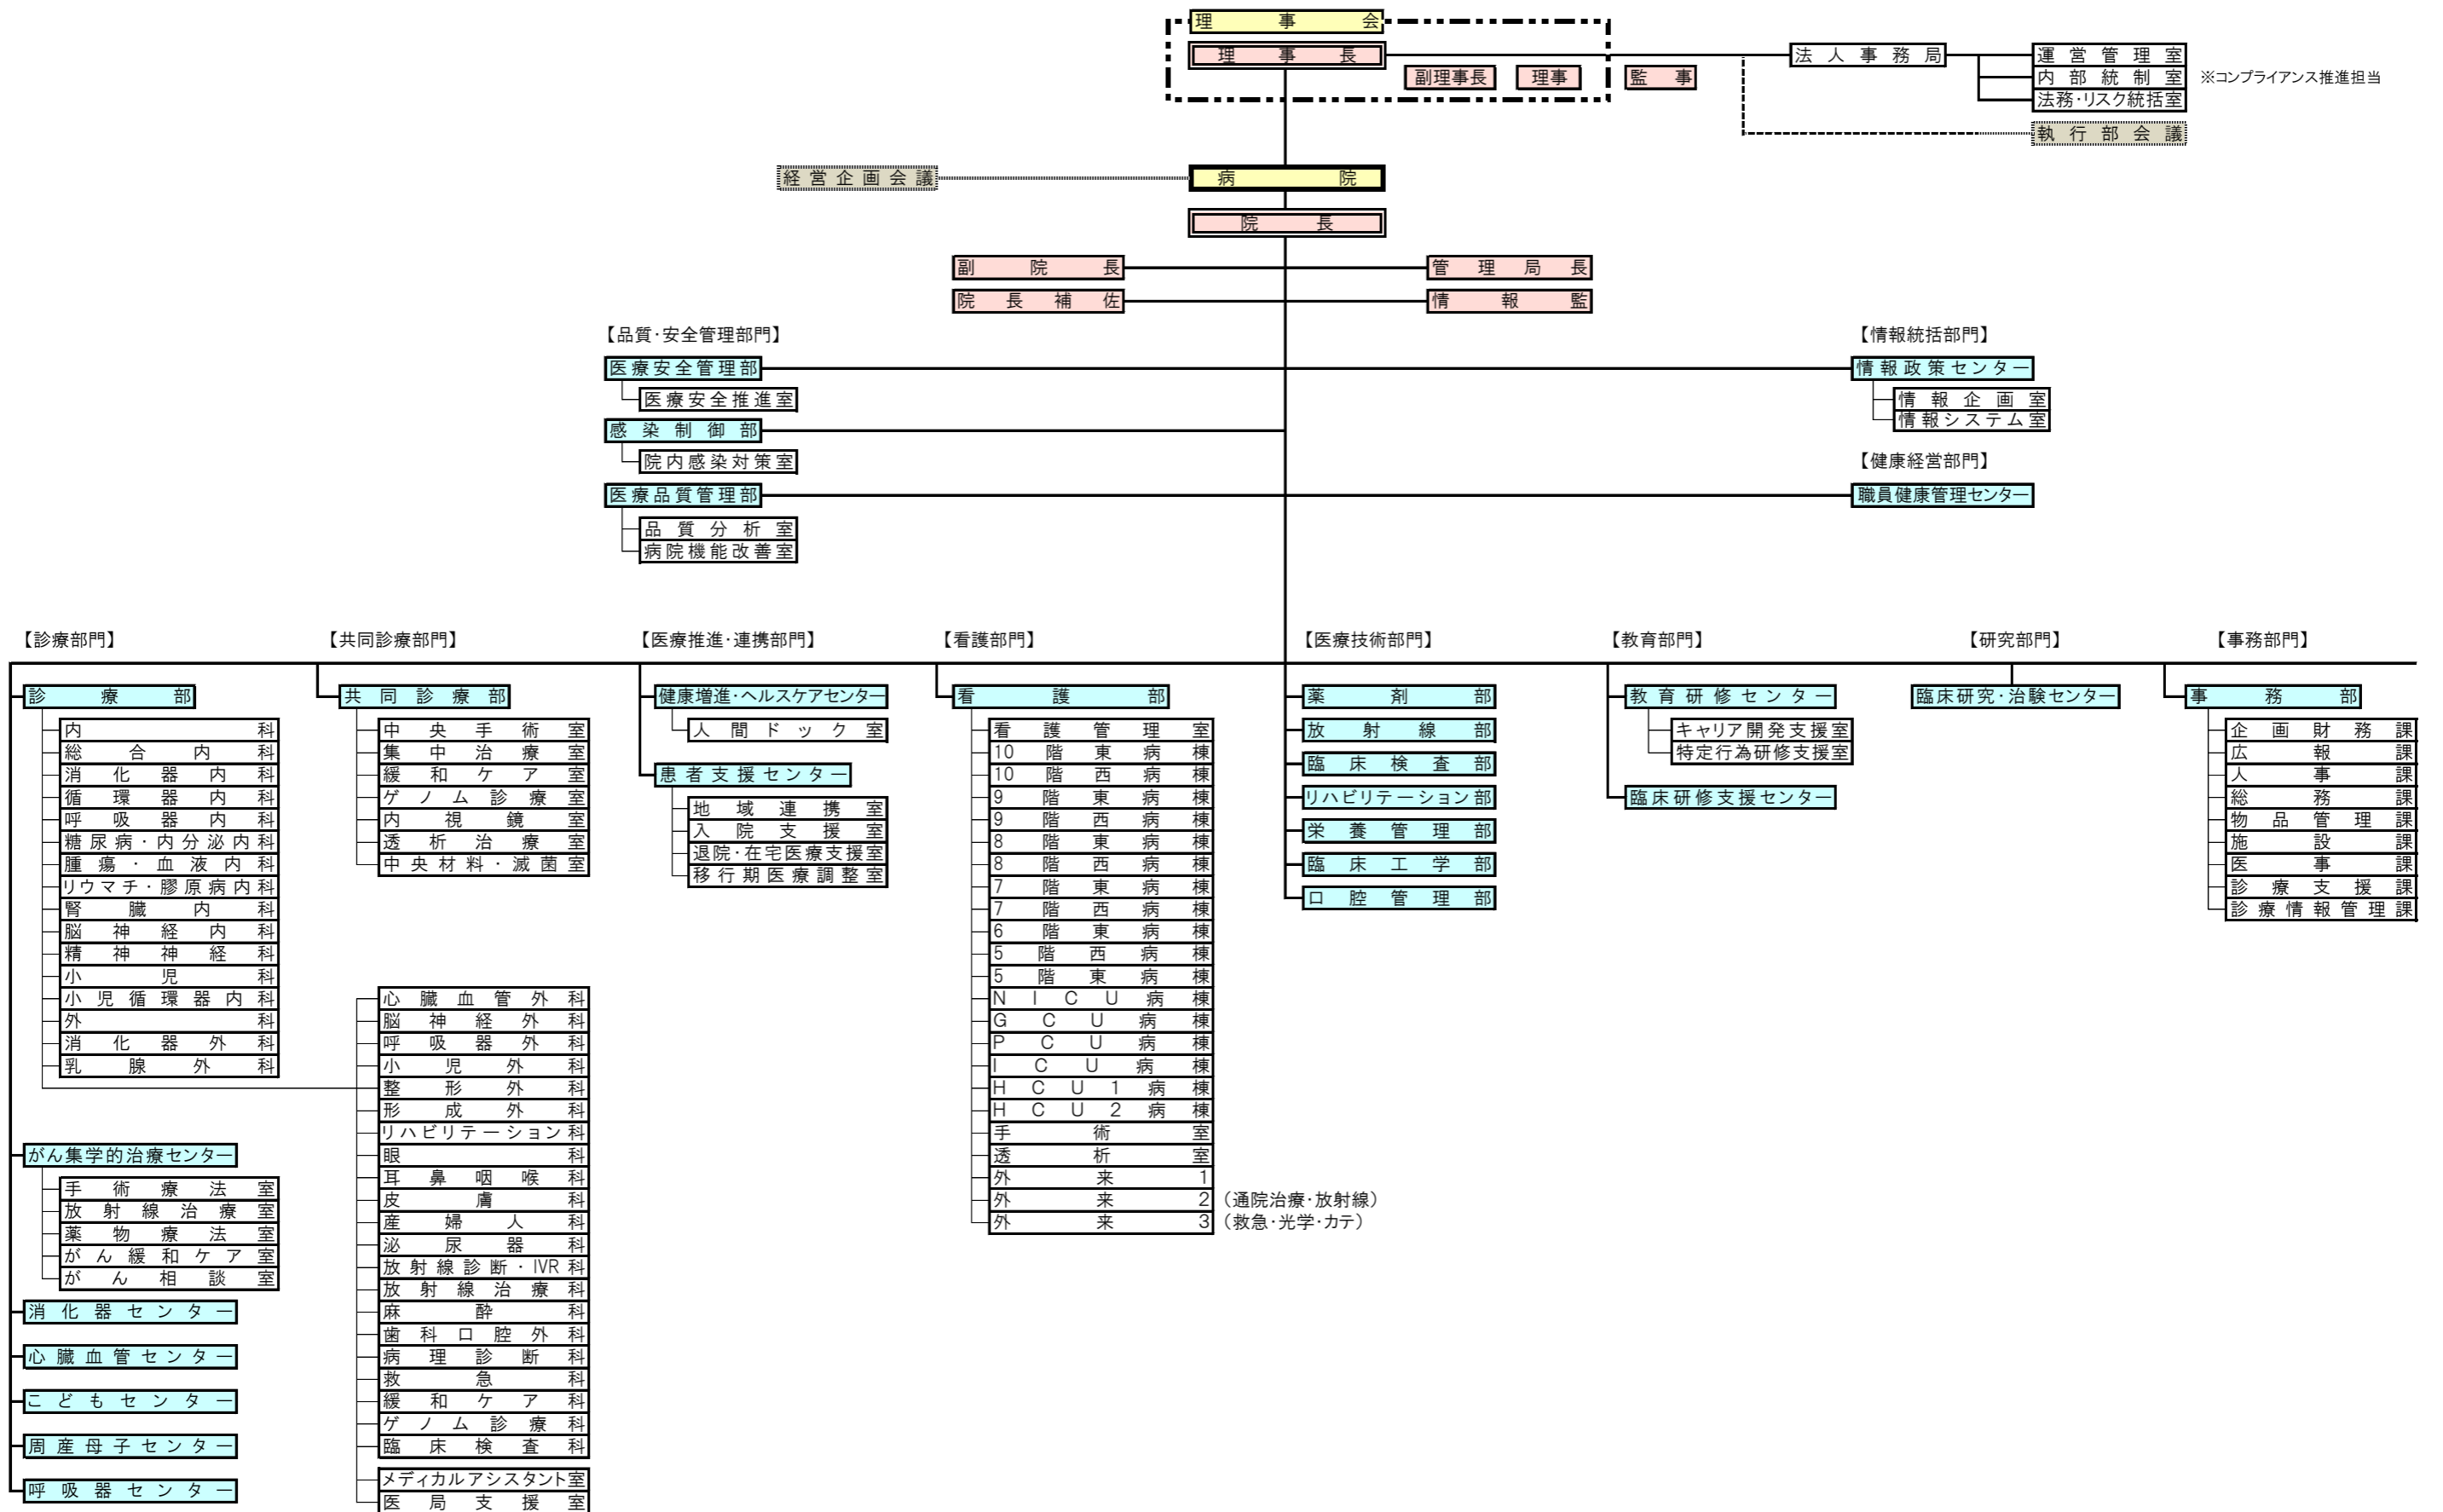 理事会
理事長
副理事長
理事
監事
法人事務局
運営管理室
内部統制室
※コンプライアンス推進担当
法務・リスク統括室
執行部会議
経営企画会議
病院
院長
副院長
管理局長
院長補佐
情報監
【品質・安全管理部門】
医療安全管理部
医療安全推進室
感染制御部
院内感染対策室
医療品質管理部
品質分析室
病院機能改善室
【情報統括部門】
情報政策センター
情報企画室
情報システム室
【健康経営部門】
職員健康管理センター
【診療部門】
診療部
内科
総合内科
消化器内科
循環器内科
呼吸器内科
糖尿病・内分泌内科
腫瘍・血液内科
リウマチ・膠原病内科
腎臓内科
脳神経内科
精神神経科
小児科
小児循環器内科
外科
消化器外科
乳腺外科
がん集学的治療センター
手術療法室
放射線治療室
薬物療法室
がん緩和ケア室
がん相談室
消化器センター
心臓血管センター
こどもセンター
周産母子センター
呼吸器センター
【共同診療部門】
共同診療部
中央手術室
集中治療室
緩和ケア室
ゲノム診療室
内視鏡室
透析治療室
中央材料・滅菌室
心臓血管外科
脳神経外科
呼吸器外科
小児外科
整形外科
形成外科
リハビリテーション科
眼科
耳鼻咽喉科
皮膚科
産婦人科
泌尿器科
放射線診断・IVR科
放射線治療科
麻酔科
歯科口腔外科
病理診断科
救急科
緩和ケア科
ゲノム診療科
臨床検査科
メディカルアシスタント室
医局支援室
【医療推進・連携部門】
健康増進・ヘルスケアセンター
人間ドック室
患者支援センター
地域連携室
入院支援室
退院・在宅医療支援室
移行期医療調整室
【看護部門】
看護部
看護管理室
10階東病棟
10階西病棟
9階東病棟
9階西病棟
8階東病棟
8階西病棟
7階東病棟
7階西病棟
6階東病棟
5階西病棟
5階東病棟
NICU病棟
GCU病棟
PCU病棟
ICU病棟
HCU1病棟
HCU2病棟
手術室
透析室
外来1
外来2（通院治療・放射線）
外来3（救急・光学・カテ）
【医療技術部門】
薬剤部
放射線部
臨床検査部
リハビリテーション部
栄養管理部
臨床工学部
口腔管理部
【教育部門】
教育研修センター
キャリア開発支援室
特定行為研修支援室
臨床研修支援センター
【研究部門】
臨床研究・治験センター
【事務部門】
事務部
企画財務課
広報課
人事課
総務課
物品管理課
施設課
医事課
診療支援課
診療情報管理課